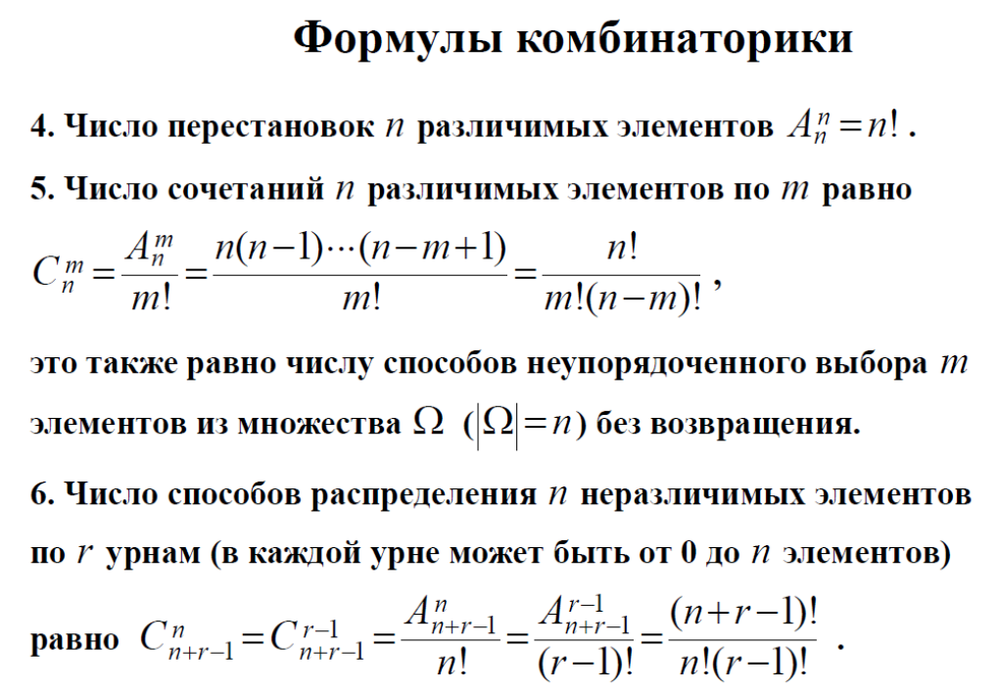 Формулы комбинаторики
4. Число перестановок n различимых элементов A_n^n = n! .
5. Число сочетаний n различимых элементов по m равно
C_n^m = \frac{A_n^m}{m!} = \frac{n(n-1)\cdots(n-m+1)}{m!} = \frac{n!}{m!(n-m)!} ,
это также равно числу способов неупорядоченного выбора m
элементов из множества Ω (|Ω| = n) без возвращения.
6. Число способов распределения n неразличимых элементов
по r урнам (в каждой урне может быть от 0 до n элементов)
равно C_{n+r-1}^n = C_{n+r-1}^{r-1} = \frac{A_{n+r-1}^n}{n!} = \frac{A_{n+r-1}^{r-1}}{(r-1)!} = \frac{(n+r-1)!}{n!(r-1)!} .